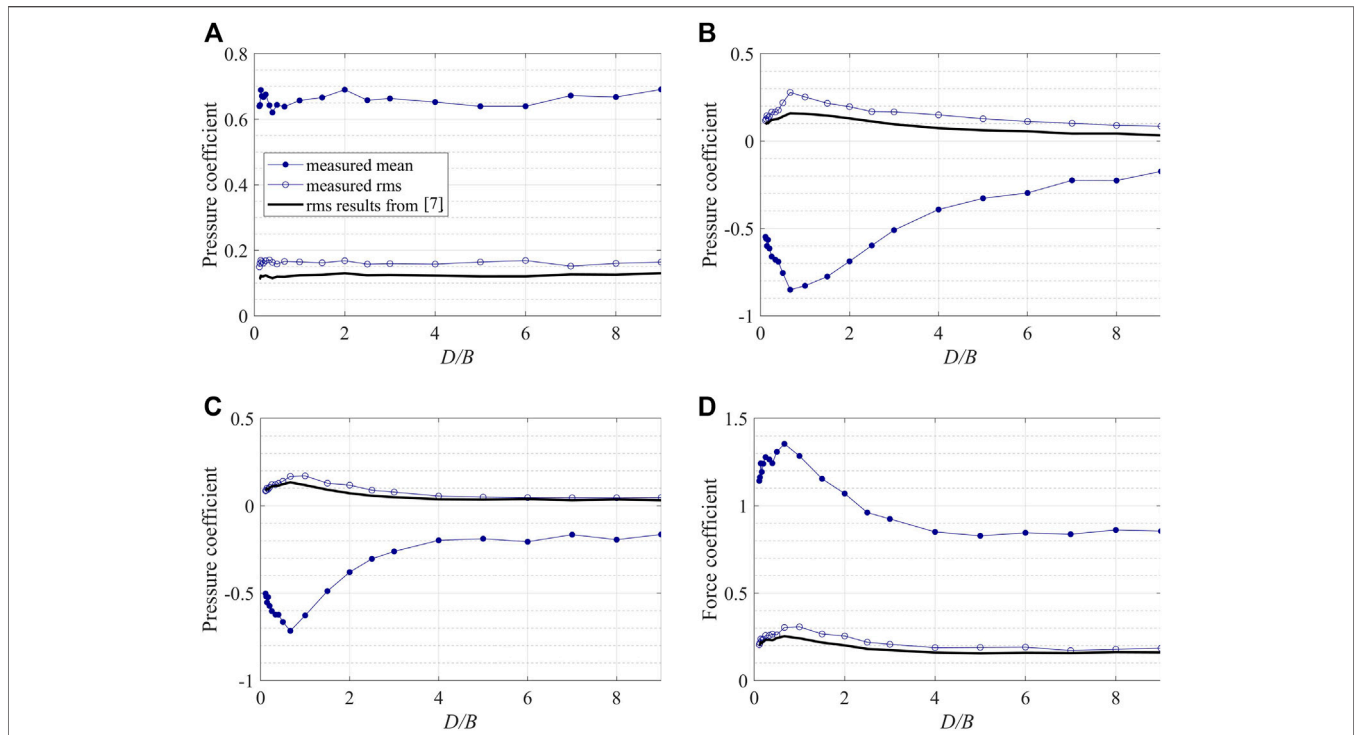 A
Pressure coefficient
0.8
0.6
0.4
0.2
0
measured mean
measured rms
rms results from [7]
0 2 4 6 8
D/B
B
Pressure coefficient
0.5
0
-0.5
-1
0 2 4 6 8
D/B
C
Pressure coefficient
0.5
0
-0.5
-1
0 2 4 6 8
D/B
D
Force coefficient
1.5
1
0.5
0
0 2 4 6 8
D/B